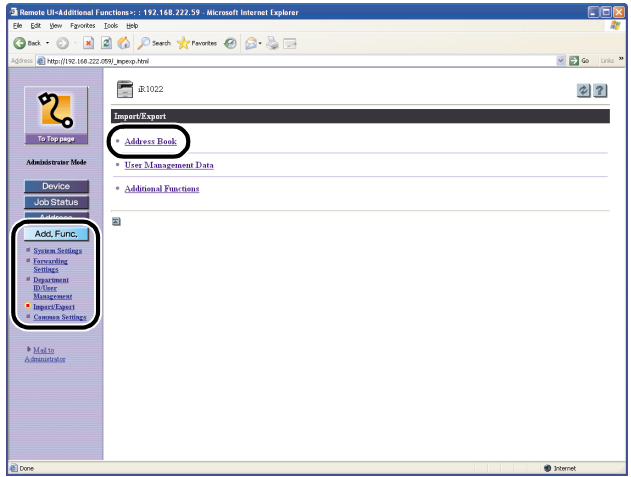 Remote UI<Additional Functions>: : 192.168.222.59 - Microsoft Internet Explorer
File Edit View Favorites Tools Help
Back Search Favorites
Address http://192.168.222.059/_impexp.html Go Links »
iR1022
Import/Export
To Top page
Address Book
Administrator Mode
User Management Data
Device
Additional Functions
Job Status
Address
Add. Func.
System Settings
Forwarding
Settings
Department
ID/User
Management
Import/Export
Common Settings
Mail to
Administrator
Done Internet